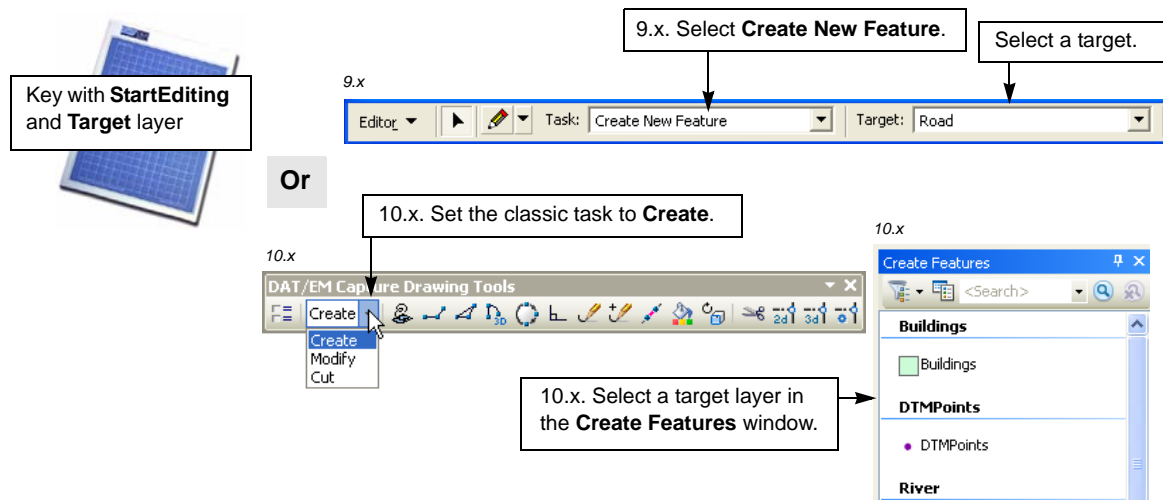 9.x. Select Create New Feature.
Select a target.
Key with StartEditing
and Target layer
9.x
Editor
Task: Create New Feature
Target: Road
Or
10.x. Set the classic task to Create.
10.x
10.x
DAT/EM Capture Drawing Tools
Create
3D
2d
3d
Create
Modify
Cut
Create Features
<Search>
Buildings
Buildings
DTMPoints
DTMPoints
River
10.x. Select a target layer in
the Create Features window.